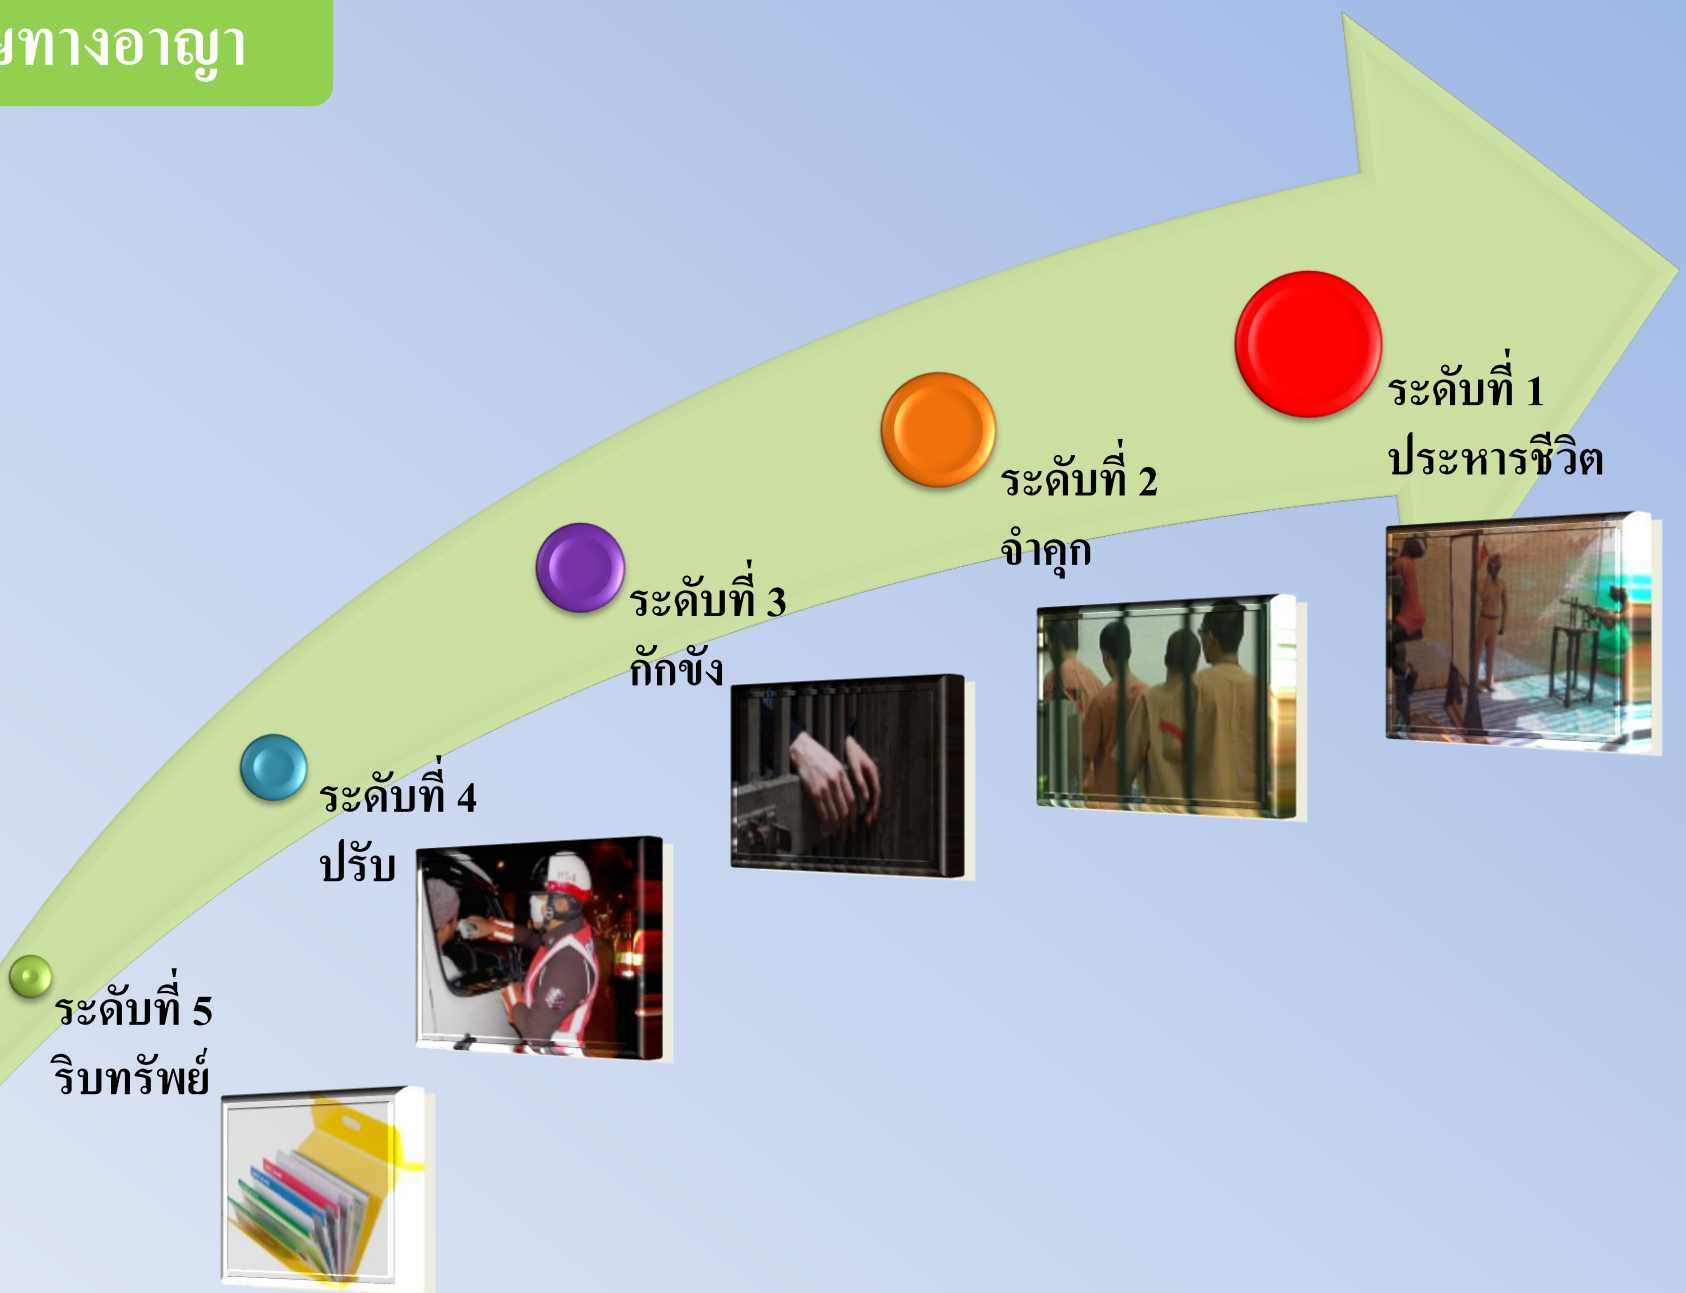 ษทางอาญา
ระดับที่ 1
ประหารชีวิต
ระดับที่ 2
จำคุก
ระดับที่ 3
กักขัง
ระดับที่ 4
ปรับ
ระดับที่ 5
ริบทรัพย์